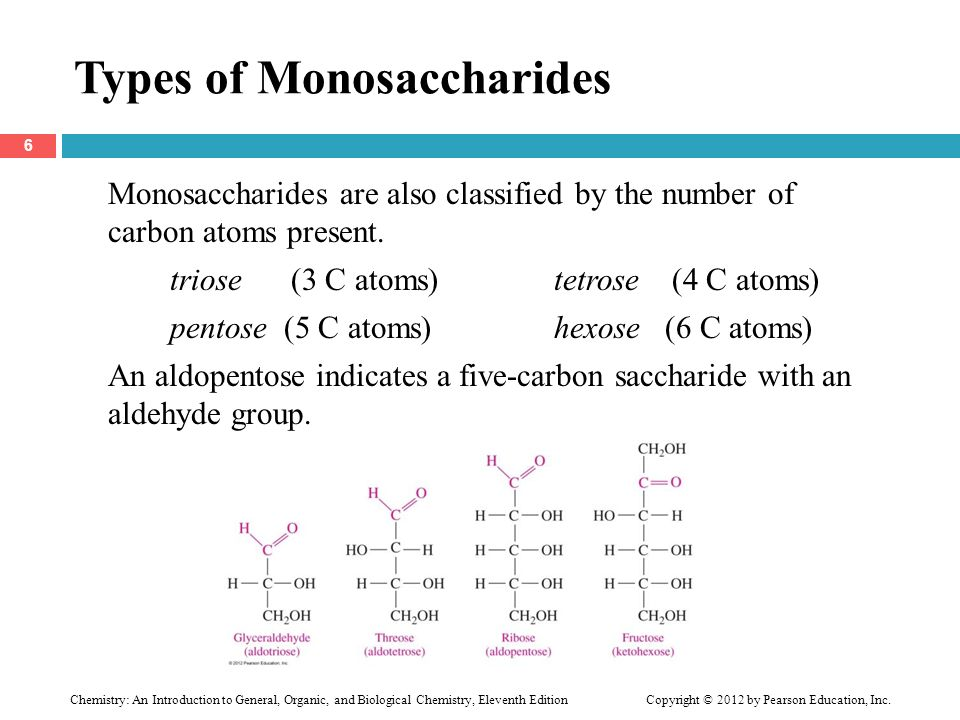 Types of Monosaccharides
6
Monosaccharides are also classified by the number of
carbon atoms present.
triose (3 C atoms) tetrose (4 C atoms)
pentose (5 C atoms) hexose (6 C atoms)
An aldopentose indicates a five-carbon saccharide with an
aldehyde group.
H O
C
H—C—OH
CH₂OH
Glyceraldehyde
(aldotriose)
© 2012 Pearson Education, Inc.
H O
C
HO—C—H
H—C—OH
CH₂OH
Threose
(aldotetrose)
H O
C
H—C—OH
H—C—OH
H—C—OH
CH₂OH
Ribose
(aldopentose)
CH₂OH
C=O
HO—C—H
H—C—OH
H—C—OH
CH₂OH
Fructose
(ketohexose)
Chemistry: An Introduction to General, Organic, and Biological Chemistry, Eleventh Edition Copyright © 2012 by Pearson Education, Inc.